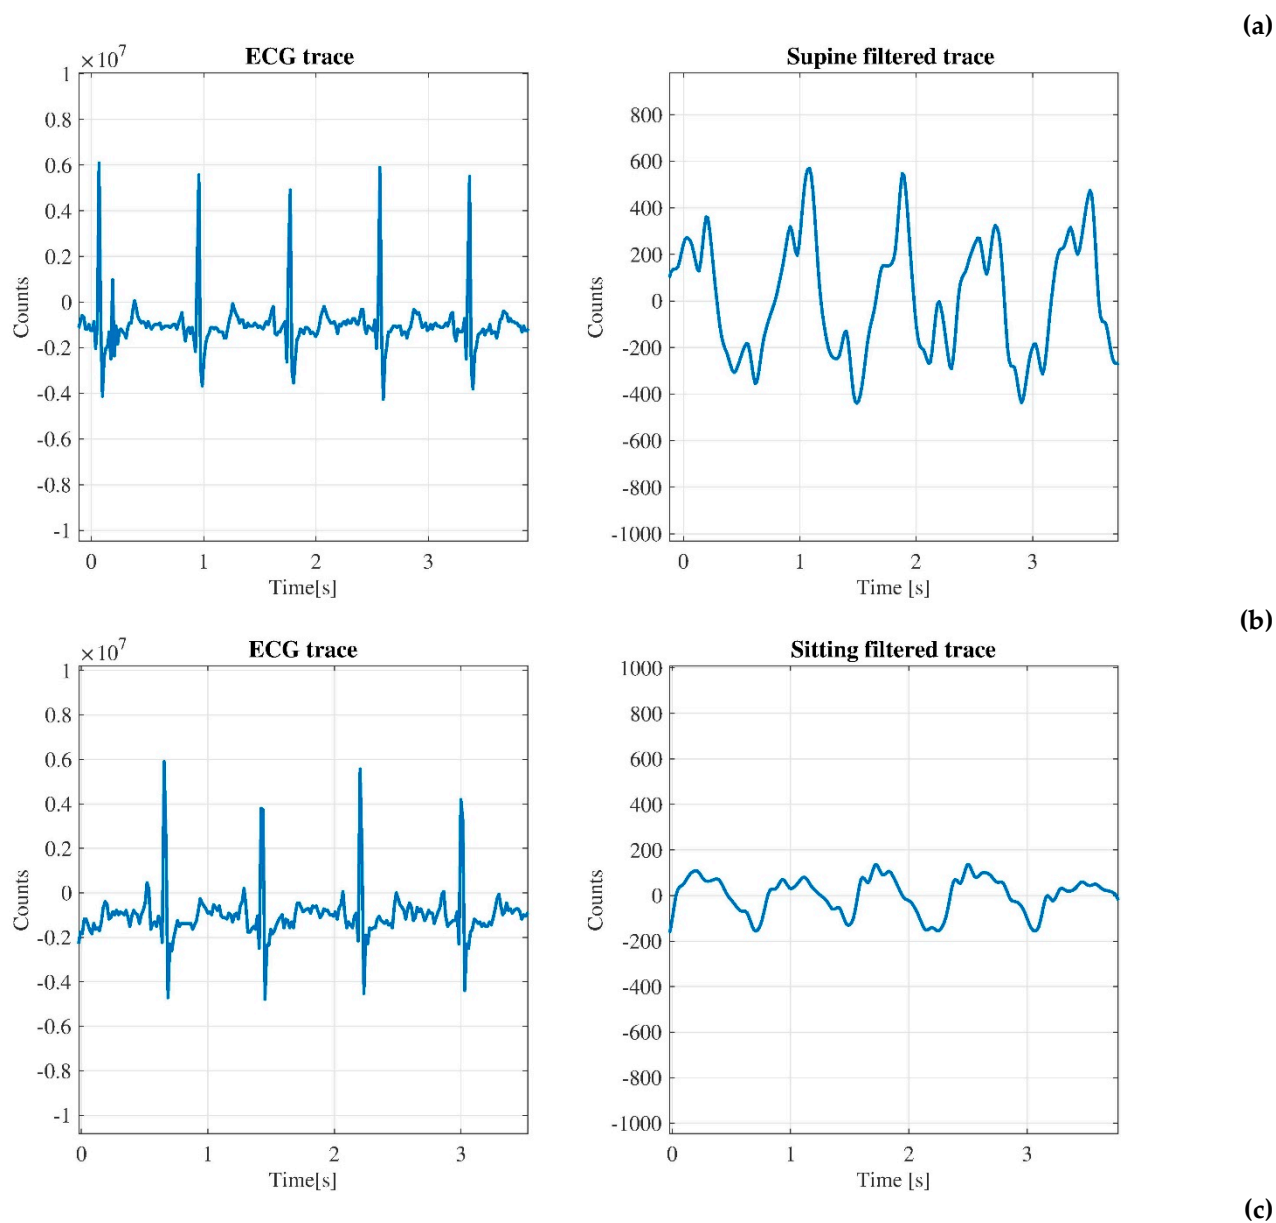 (a)
ECG trace
×10⁷
1
0.8
0.6
0.4
0.2
0
-0.2
-0.4
-0.6
-0.8
-1
Counts
0 1 2 3
Time[s]
Supine filtered trace
800
600
400
200
0
-200
-400
-600
-800
-1000
Counts
0 1 2 3
Time [s]
(b)
ECG trace
×10⁷
1
0.8
0.6
0.4
0.2
0
-0.2
-0.4
-0.6
-0.8
-1
Counts
0 1 2 3
Time[s]
Sitting filtered trace
1000
800
600
400
200
0
-200
-400
-600
-800
-1000
Counts
0 1 2 3
Time [s]
(c)